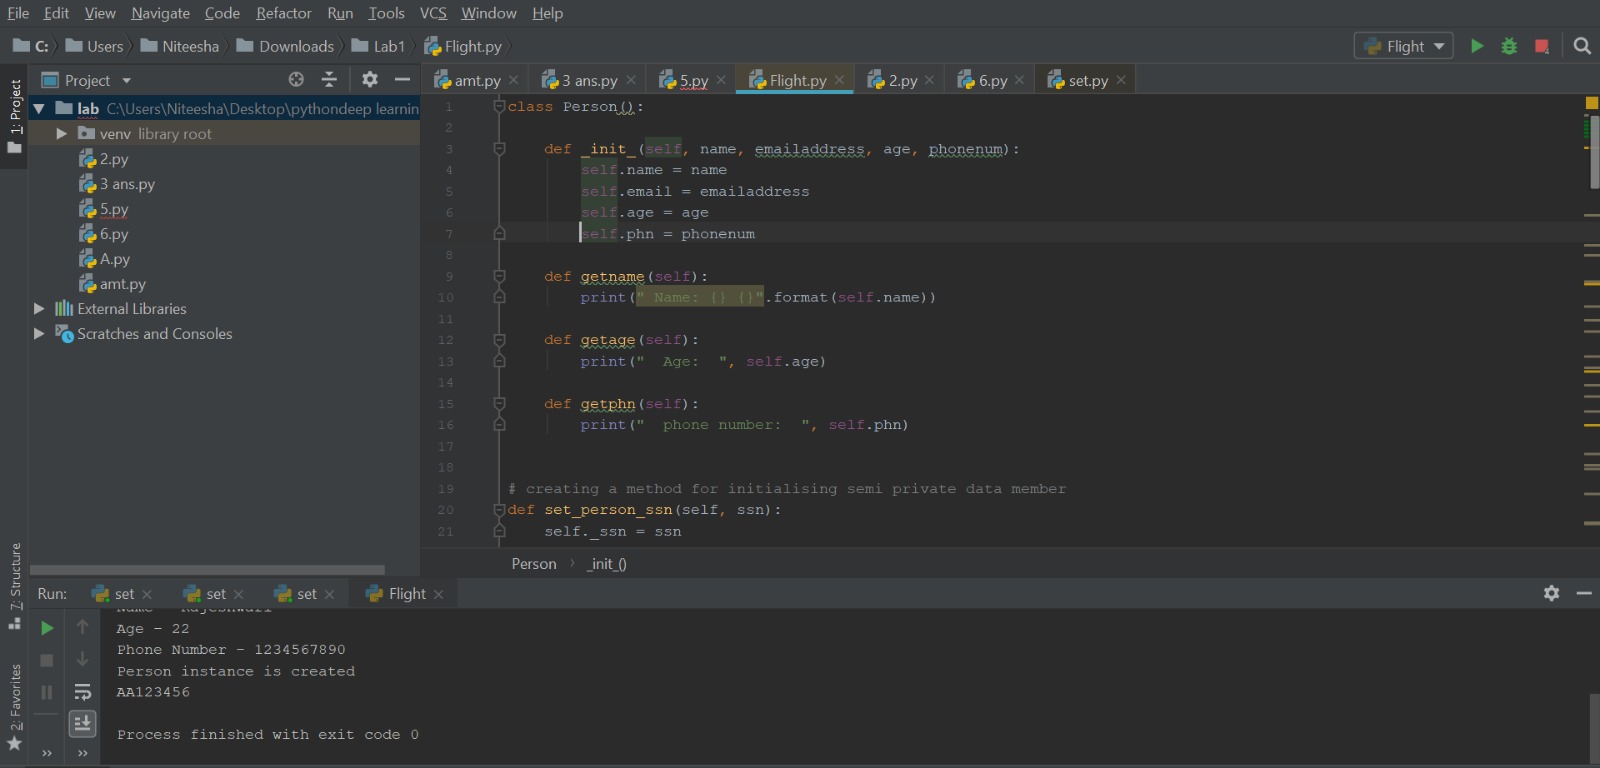 File Edit View Navigate Code Refactor Run Tools VCS Window Help
C: Users Niteesha Downloads Lab1 Flight.py Flight
Project
amt.py 3 ans.py 5.py Flight.py 2.py 6.py set.py
1: Project
lab C:\Users\Niteesha\Desktop\pythondeep learnin
venv library root
2.py
3 ans.py
5.py
6.py
A.py
amt.py
External Libraries
Scratches and Consoles
1 class Person():
2
3 def _init_(self, name, emailaddress, age, phonenum):
4 self.name = name
5 self.email = emailaddress
6 self.age = age
7 self.phn = phonenum
8
9 def getname(self):
10 print(" Name: {} {}".format(self.name))
11
12 def getage(self):
13 print("  Age:  ", self.age)
14
15 def getphn(self):
16 print("  phone number:  ", self.phn)
17
18
19 # creating a method for initialising semi private data member
20 def set_person_ssn(self, ssn):
21 self._ssn = ssn
Person _init_()
7: Structure
2: Favorites
Run: set set set Flight
Name - Rajeshwari
Age - 22
Phone Number - 1234567890
Person instance is created
AA123456
Process finished with exit code 0